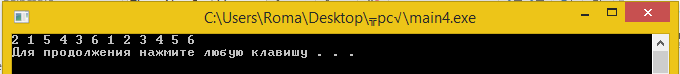 C:\Users\Roma\Desktop\╦pc√\main4.exe
2 1 5 4 3 6 1 2 3 4 5 6
Для продолжения нажмите любую клавишу . . .